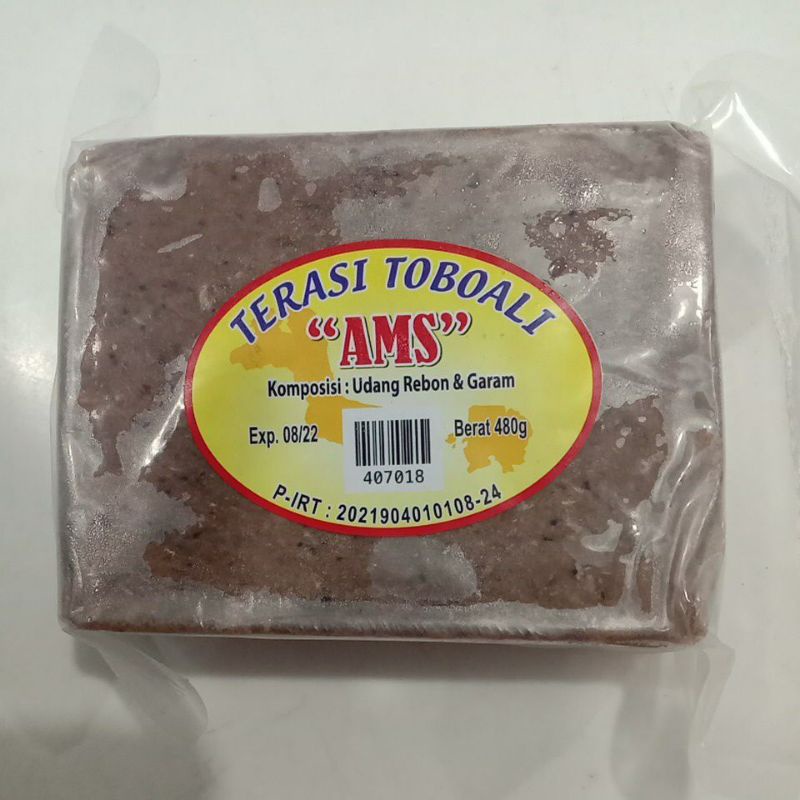 TERASI TOBOALI
"AMS"
Komposisi : Udang Rebon & Garam
Exp. 08/22
Berat 480g
407018
P-IRT : 2021904010108-24